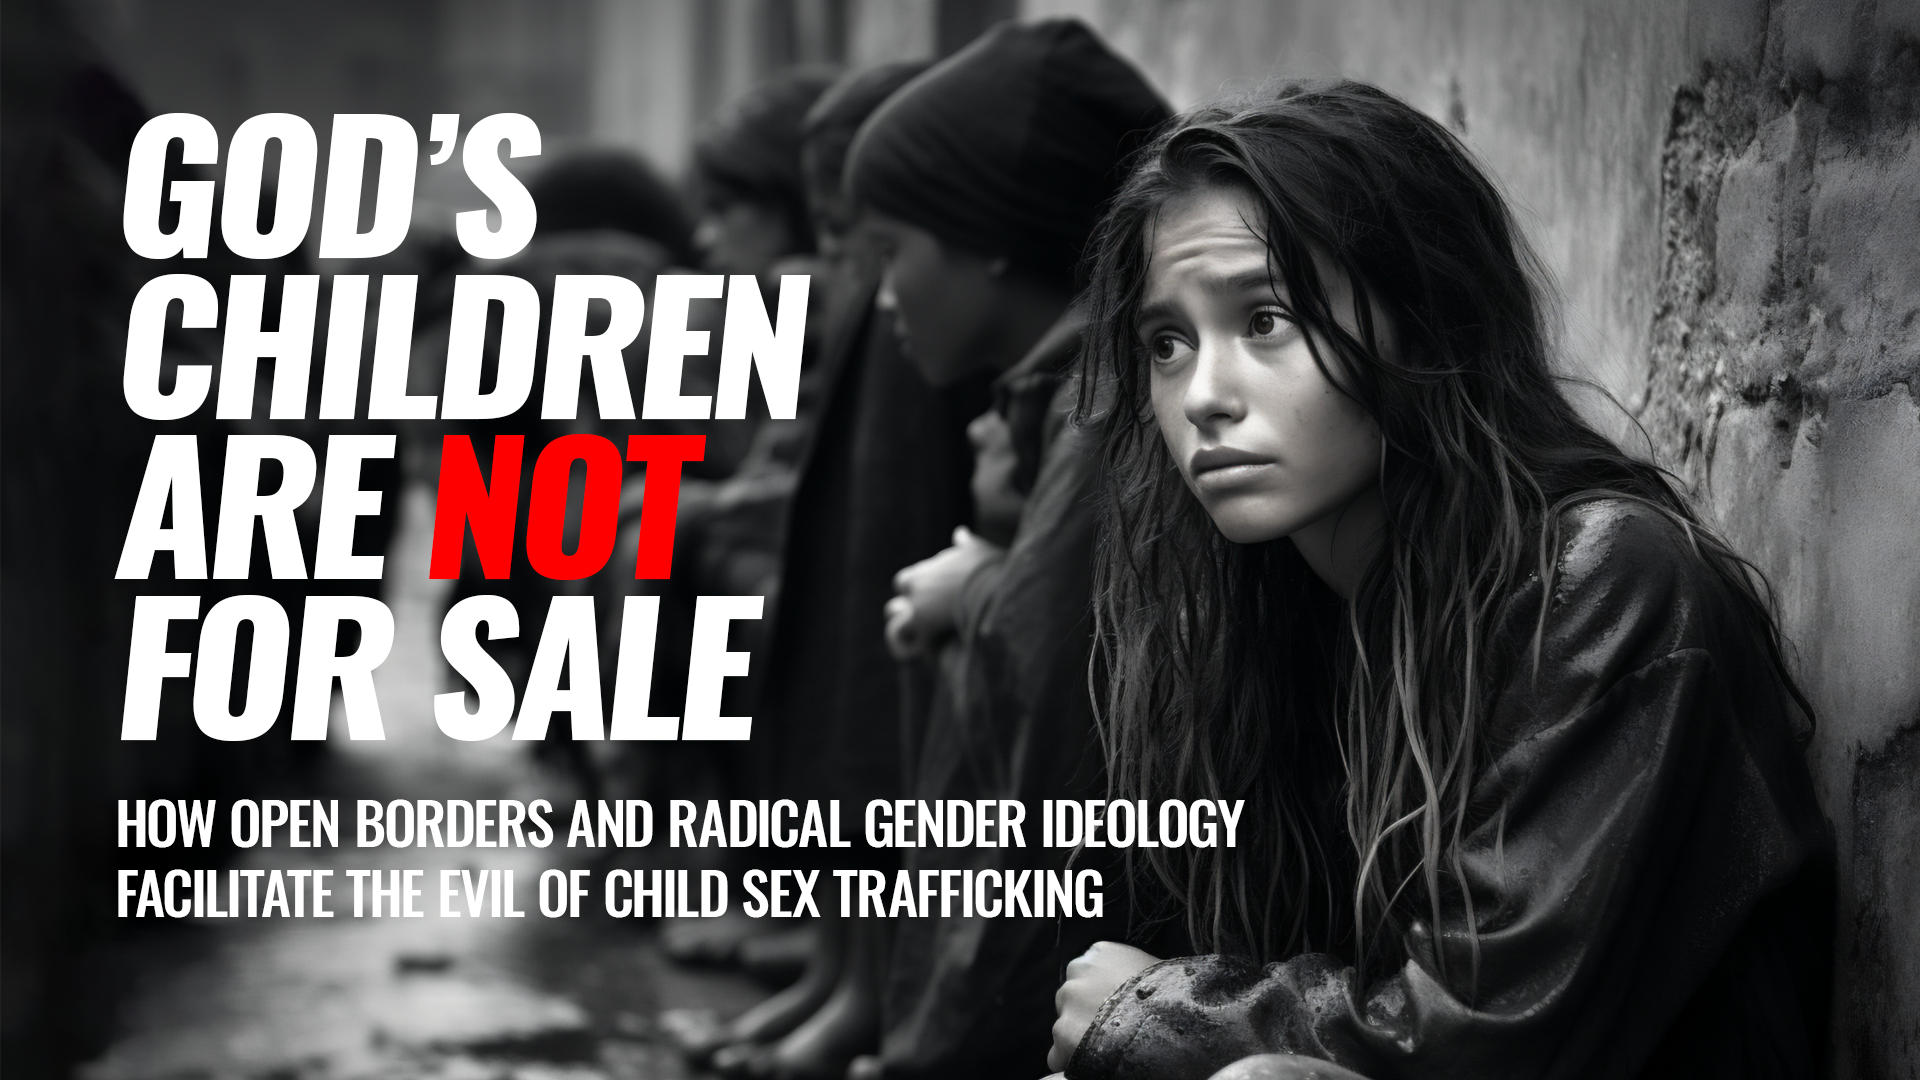 GOD’S
CHILDREN
ARE NOT
FOR SALE
HOW OPEN BORDERS AND RADICAL GENDER IDEOLOGY
FACILITATE THE EVIL OF CHILD SEX TRAFFICKING